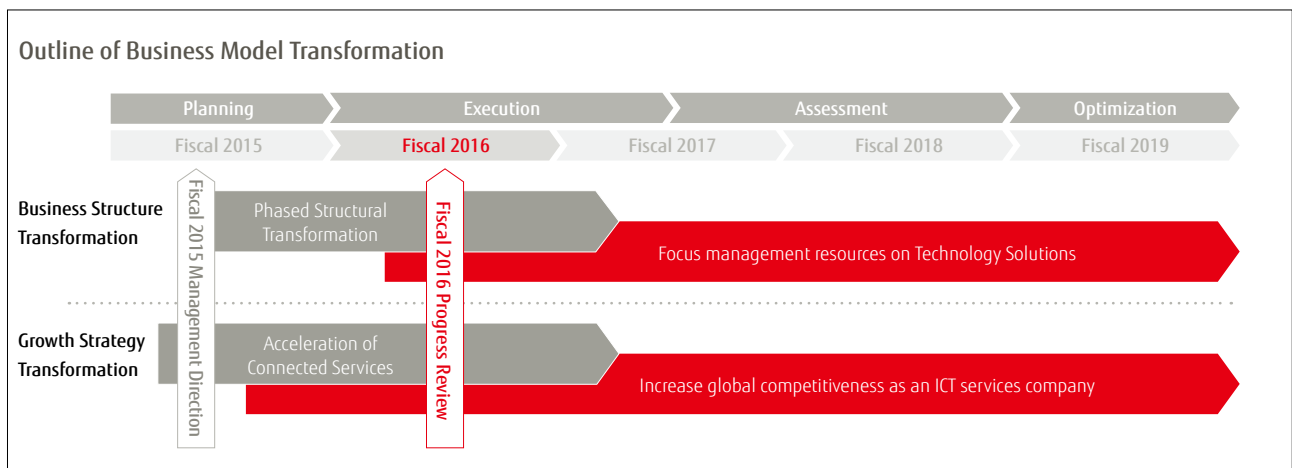 Outline of Business Model Transformation
Planning
Execution
Assessment
Optimization
Fiscal 2015
Fiscal 2016
Fiscal 2017
Fiscal 2018
Fiscal 2019
Business Structure
Transformation
Fiscal 2015 Management Direction
Phased Structural
Transformation
Fiscal 2016 Progress Review
Focus management resources on Technology Solutions
Growth Strategy
Transformation
Acceleration of
Connected Services
Increase global competitiveness as an ICT services company